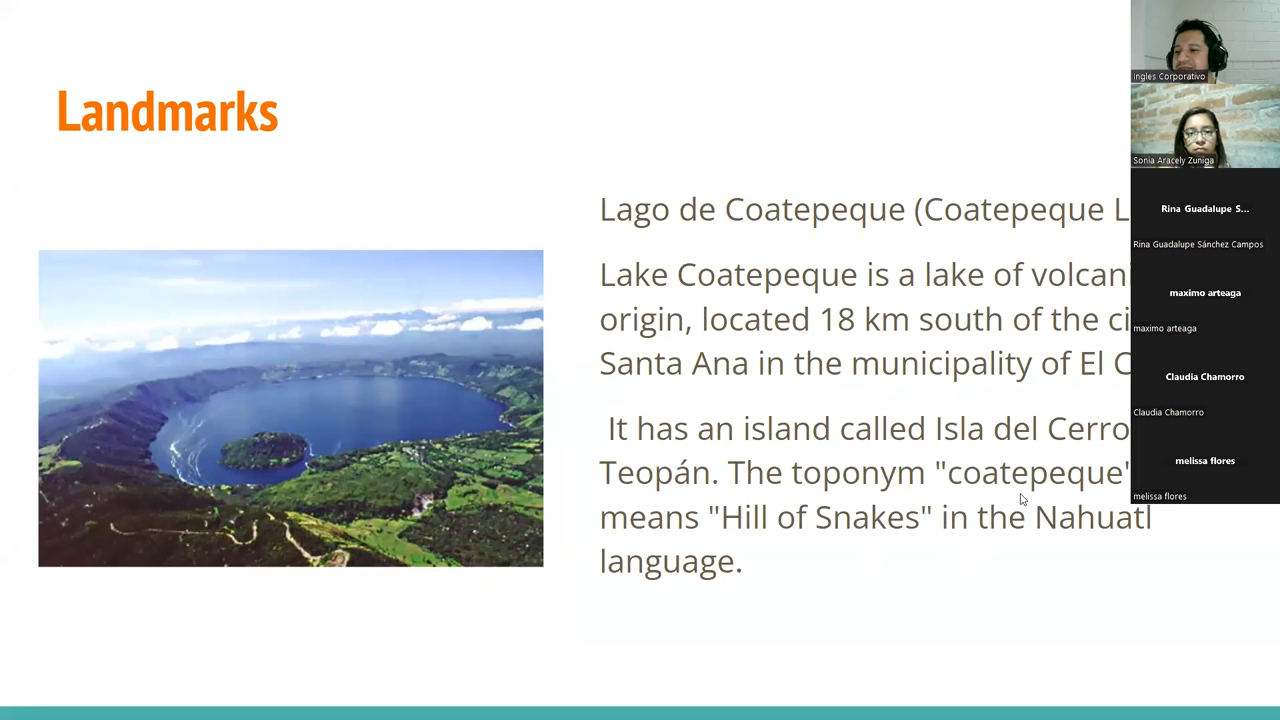 Landmarks
Lago de Coatepeque (Coatepeque L
Lake Coatepeque is a lake of volcani
origin, located 18 km south of the ci
Santa Ana in the municipality of El C
It has an island called Isla del Cerro
Teopán. The toponym "coatepeque"
means "Hill of Snakes" in the Nahuatl
language.
Ingles Corporativo
Sonia Aracely Zuniga
Rina Guadalupe S...
Rina Guadalupe Sánchez Campos
maximo arteaga
maximo arteaga
Claudia Chamorro
Claudia Chamorro
melissa flores
melissa flores